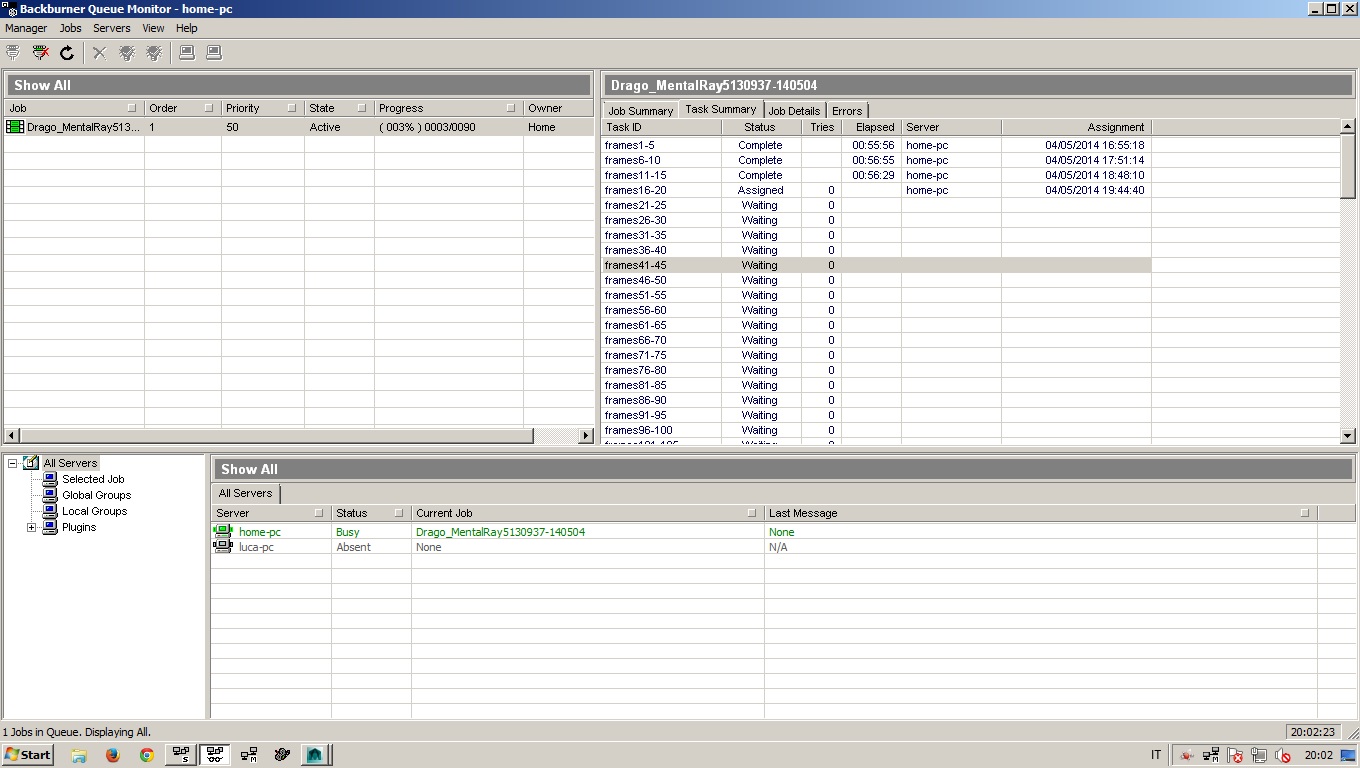 Backburner Queue Monitor - home-pc
Manager Jobs Servers View Help
Show All
Job Order Priority State Progress Owner
Drago_MentalRay513... 1 50 Active ( 003% ) 0003/0090 Home
Drago_MentalRay5130937-140504
Job Summary Task Summary Job Details Errors
Task ID Status Tries Elapsed Server Assignment
frames1-5 Complete 00:55:56 home-pc 04/05/2014 16:55:18
frames6-10 Complete 00:56:55 home-pc 04/05/2014 17:51:14
frames11-15 Complete 00:56:29 home-pc 04/05/2014 18:48:10
frames16-20 Assigned 0 home-pc 04/05/2014 19:44:40
frames21-25 Waiting 0
frames26-30 Waiting 0
frames31-35 Waiting 0
frames36-40 Waiting 0
frames41-45 Waiting 0
frames46-50 Waiting 0
frames51-55 Waiting 0
frames56-60 Waiting 0
frames61-65 Waiting 0
frames66-70 Waiting 0
frames71-75 Waiting 0
frames76-80 Waiting 0
frames81-85 Waiting 0
frames86-90 Waiting 0
frames91-95 Waiting 0
frames96-100 Waiting 0
All Servers
Selected Job
Global Groups
Local Groups
Plugins
Show All
All Servers
Server Status Current Job Last Message
home-pc Busy Drago_MentalRay5130937-140504 None
luca-pc Absent None N/A
1 Jobs in Queue. Displaying All.
20:02:23
Start
IT
20:02